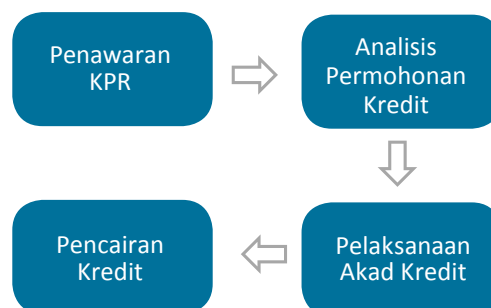 Penawaran
KPR
Analisis
Permohonan
Kredit
Pelaksanaan
Akad Kredit
Pencairan
Kredit